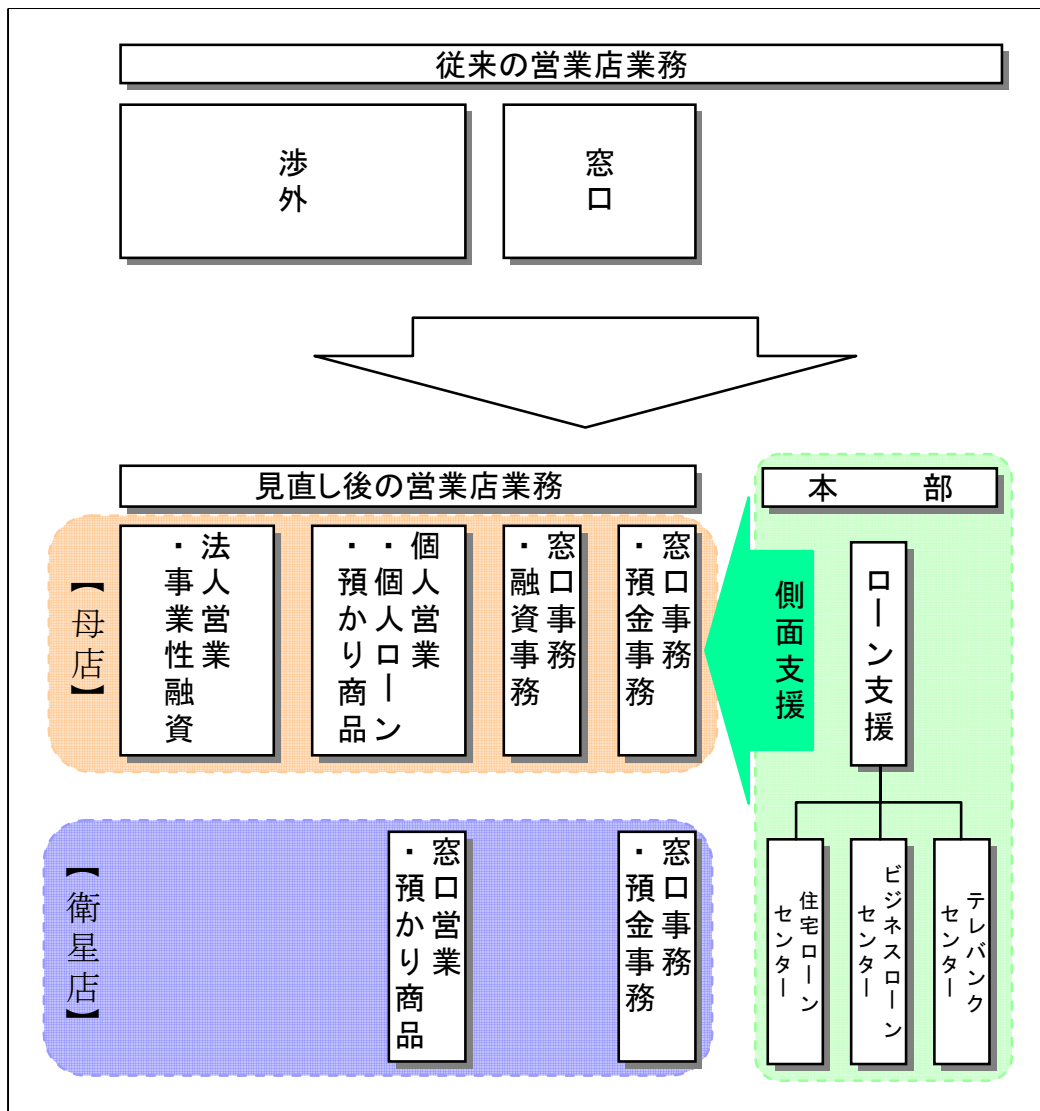 従来の営業店業務
渉外
窓口
見直し後の営業店業務
本 部
【母店】
法人営業
・事業性融資
個人営業
・個人ローン
・預かり商品
窓口事務
・融資事務
窓口事務
・預金事務
側面支援
ローン支援
【衛星店】
窓口営業
・預かり商品
窓口事務
・預金事務
住宅ローン
センター
ビジネスローン
センター
テレバンク
センター